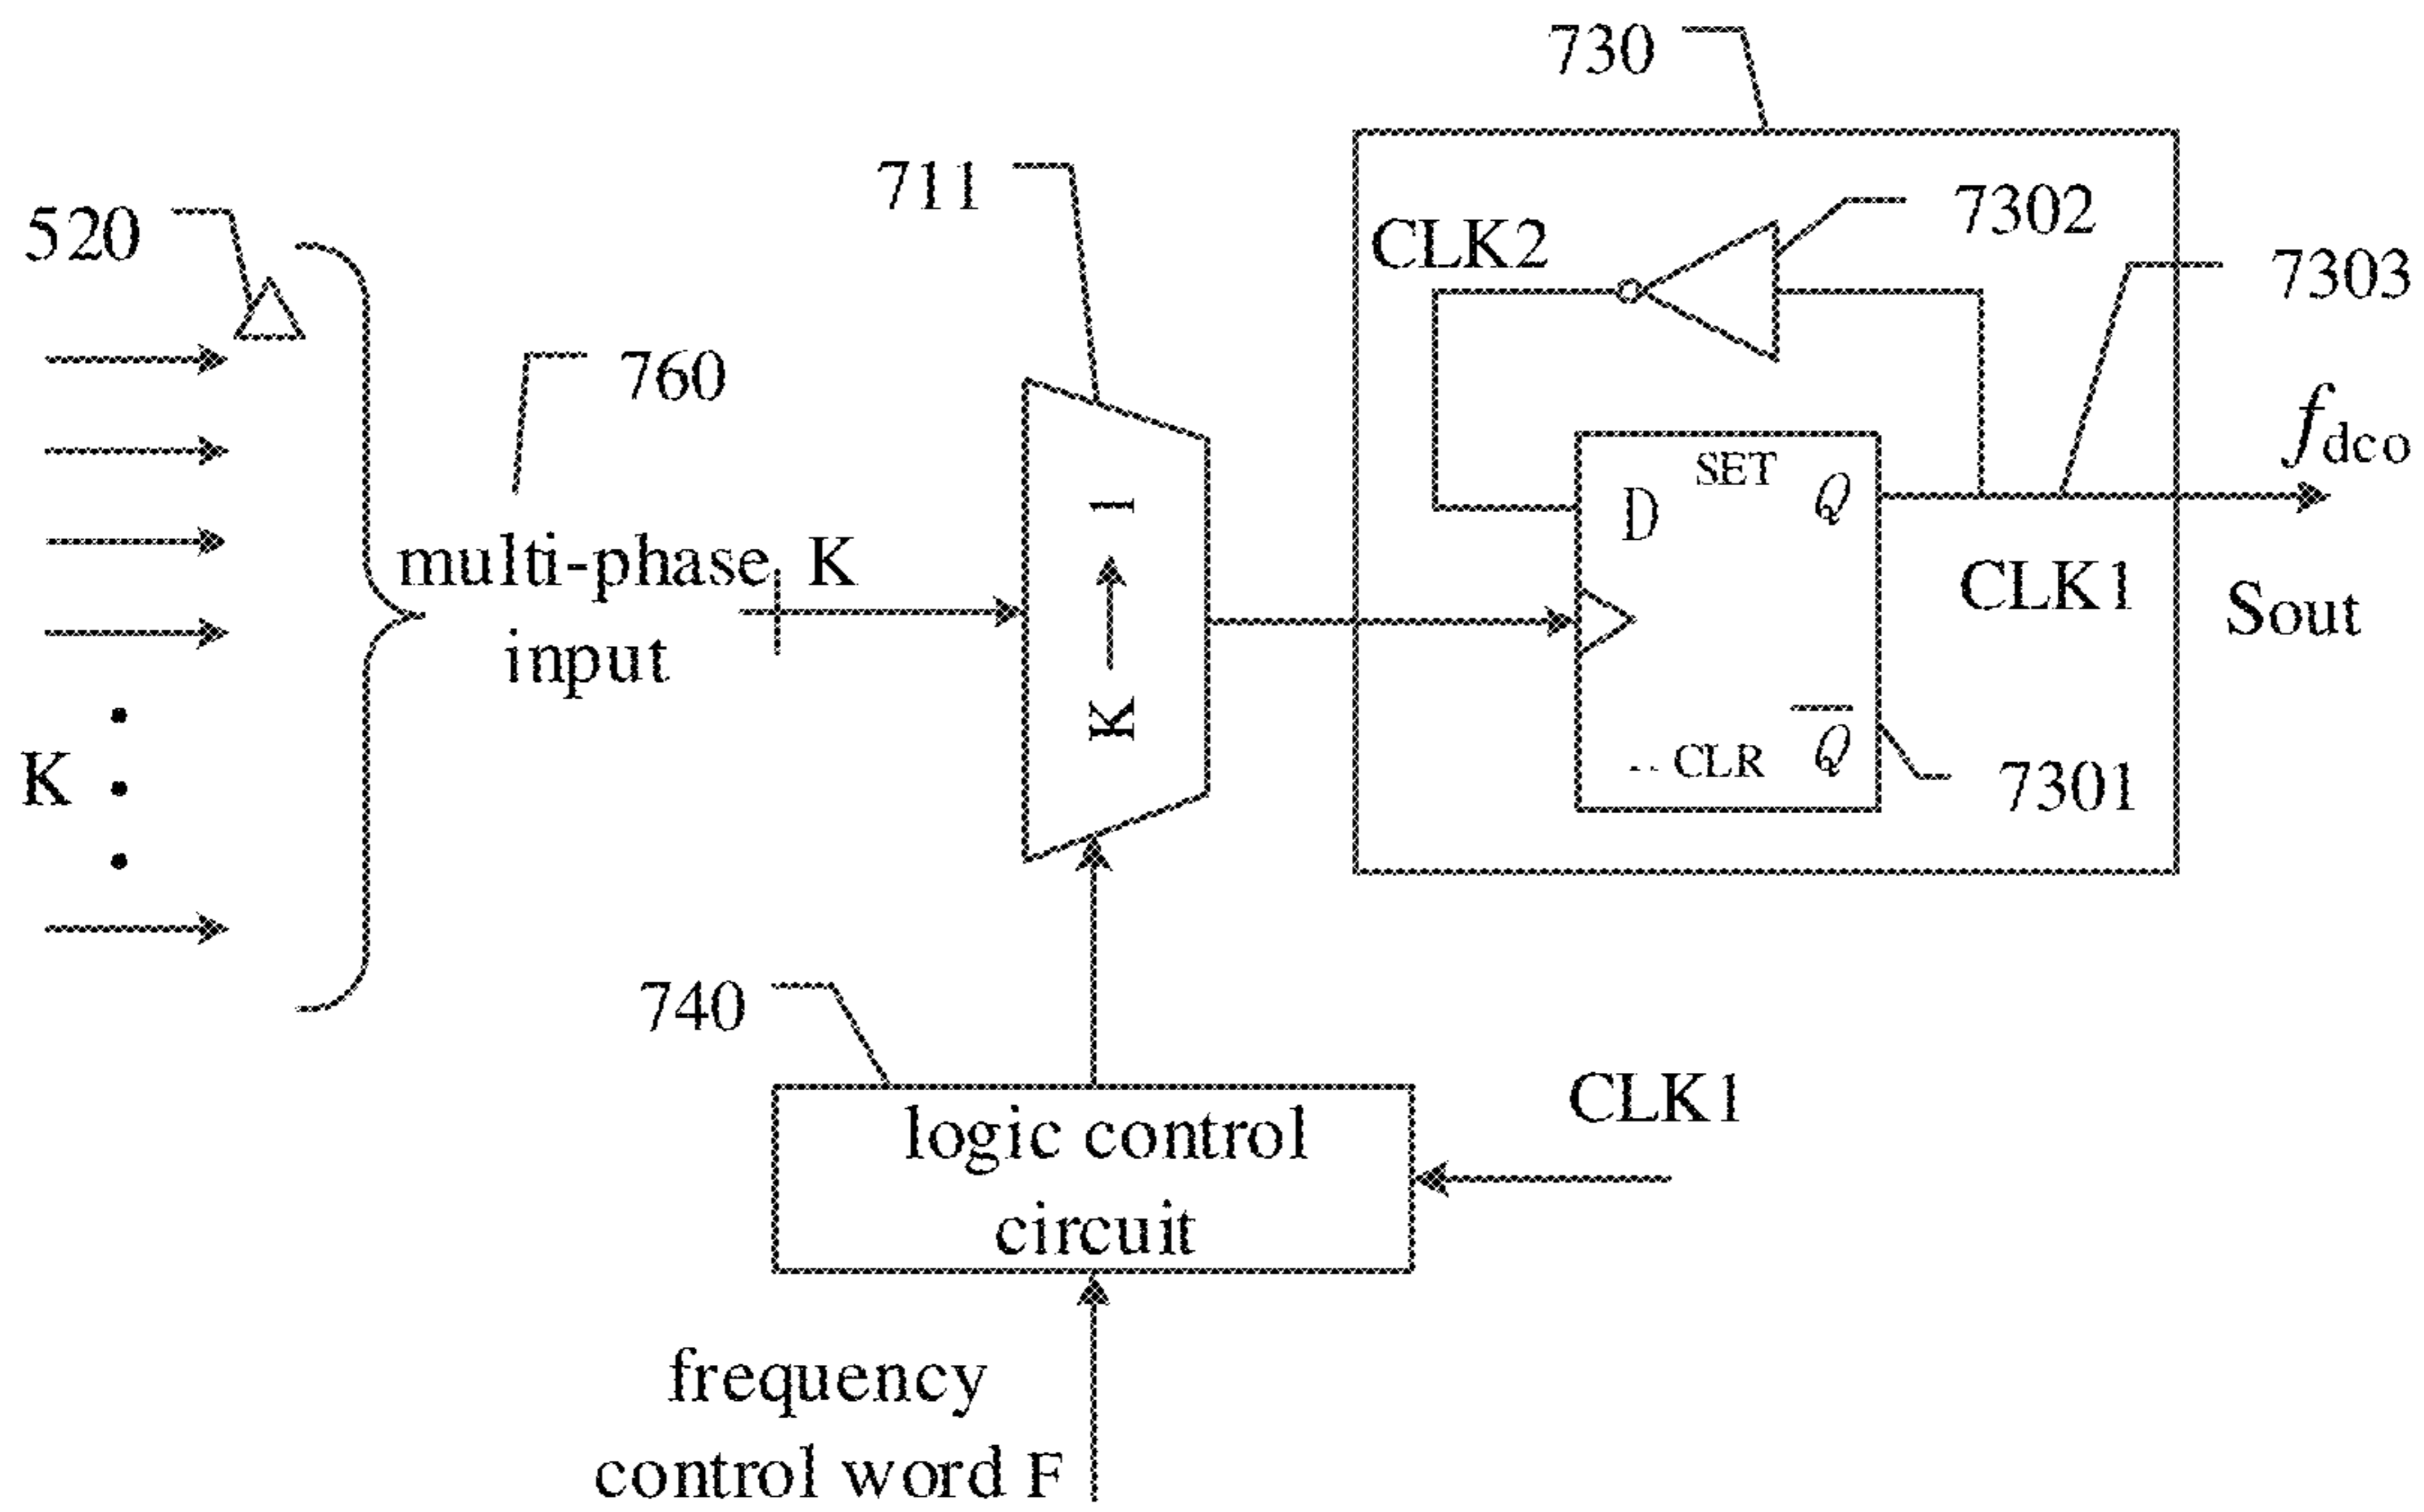 730
711
7302
520
CLK2
7303
760
f_dco
SET
D
Q
multi-phase
K
K → 1
CLK1
Sout
input
K
CLR
Q̅
7301
740
CLK1
logic control
circuit
frequency
control word F